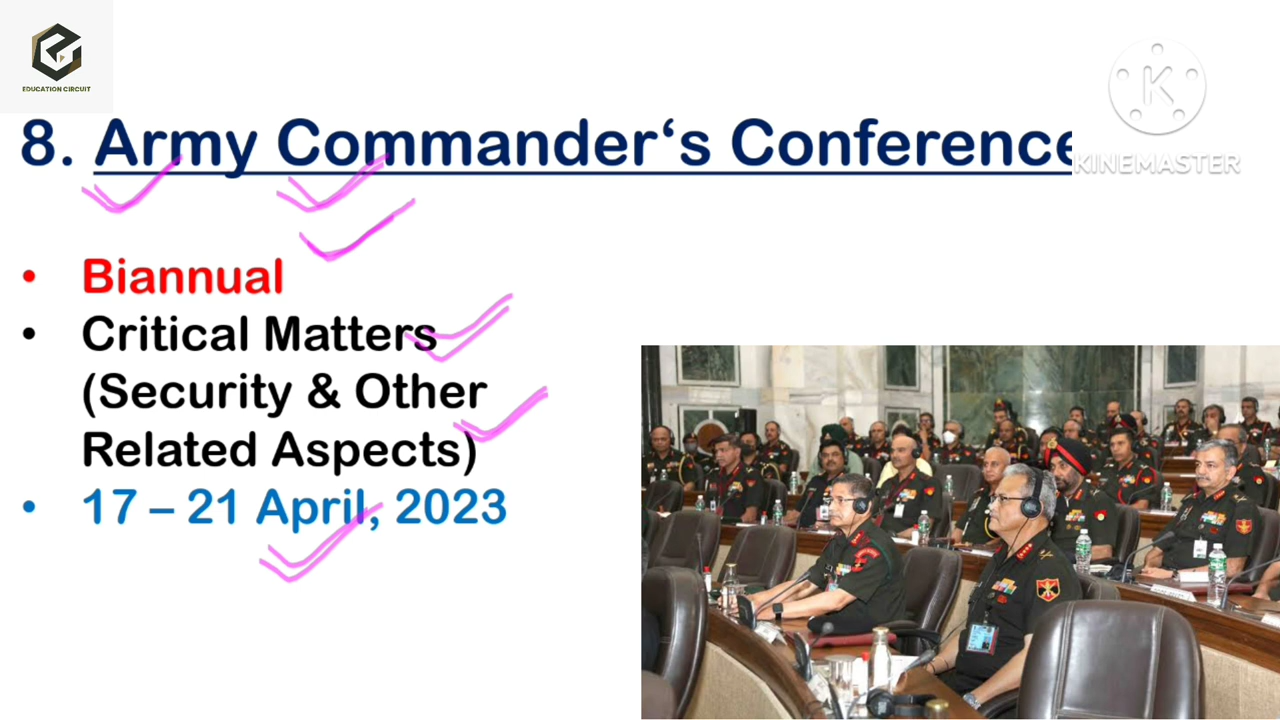 EDUCATION CIRCUIT
8. Army Commander‘s Conference
KINEMASTER
• Biannual
• Critical Matters
(Security & Other
Related Aspects)
• 17 – 21 April, 2023